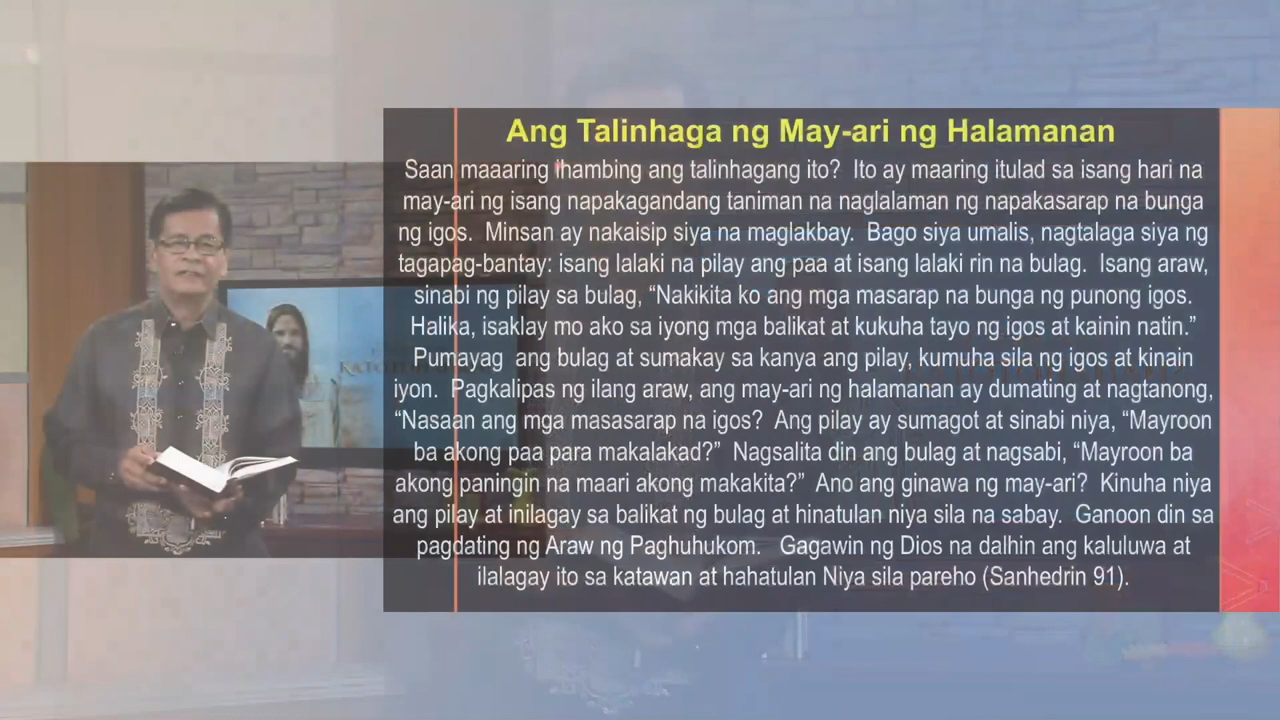 Ang Talinhaga ng May-ari ng Halamanan
Saan maaaring ihambing ang talinhagang ito? Ito ay maaring itulad sa isang hari na
may-ari ng isang napakagandang taniman na naglalaman ng napakasarap na bunga
ng igos. Minsan ay nakaisip siya na maglakbay. Bago siya umalis, nagtalaga siya ng
tagapag-bantay: isang lalaki na pilay ang paa at isang lalaki rin na bulag. Isang araw,
sinabi ng pilay sa bulag, “Nakikita ko ang mga masarap na bunga ng punong igos.
Halika, isaklay mo ako sa iyong mga balikat at kukuha tayo ng igos at kainin natin.”
Pumayag ang bulag at sumakay sa kanya ang pilay, kumuha sila ng igos at kinain
iyon. Pagkalipas ng ilang araw, ang may-ari ng halamanan ay dumating at nagtanong,
“Nasaan ang mga masasarap na igos? Ang pilay ay sumagot at sinabi niya, “Mayroon
ba akong paa para makalakad?” Nagsalita din ang bulag at nagsabi, “Mayroon ba
akong paningin na maari akong makakita?” Ano ang ginawa ng may-ari? Kinuha niya
ang pilay at inilagay sa balikat ng bulag at hinatulan niya sila na sabay. Ganoon din sa
pagdating ng Araw ng Paghuhukom. Gagawin ng Dios na dalhin ang kaluluwa at
ilalagay ito sa katawan at hahatulan Niya sila pareho (Sanhedrin 91).